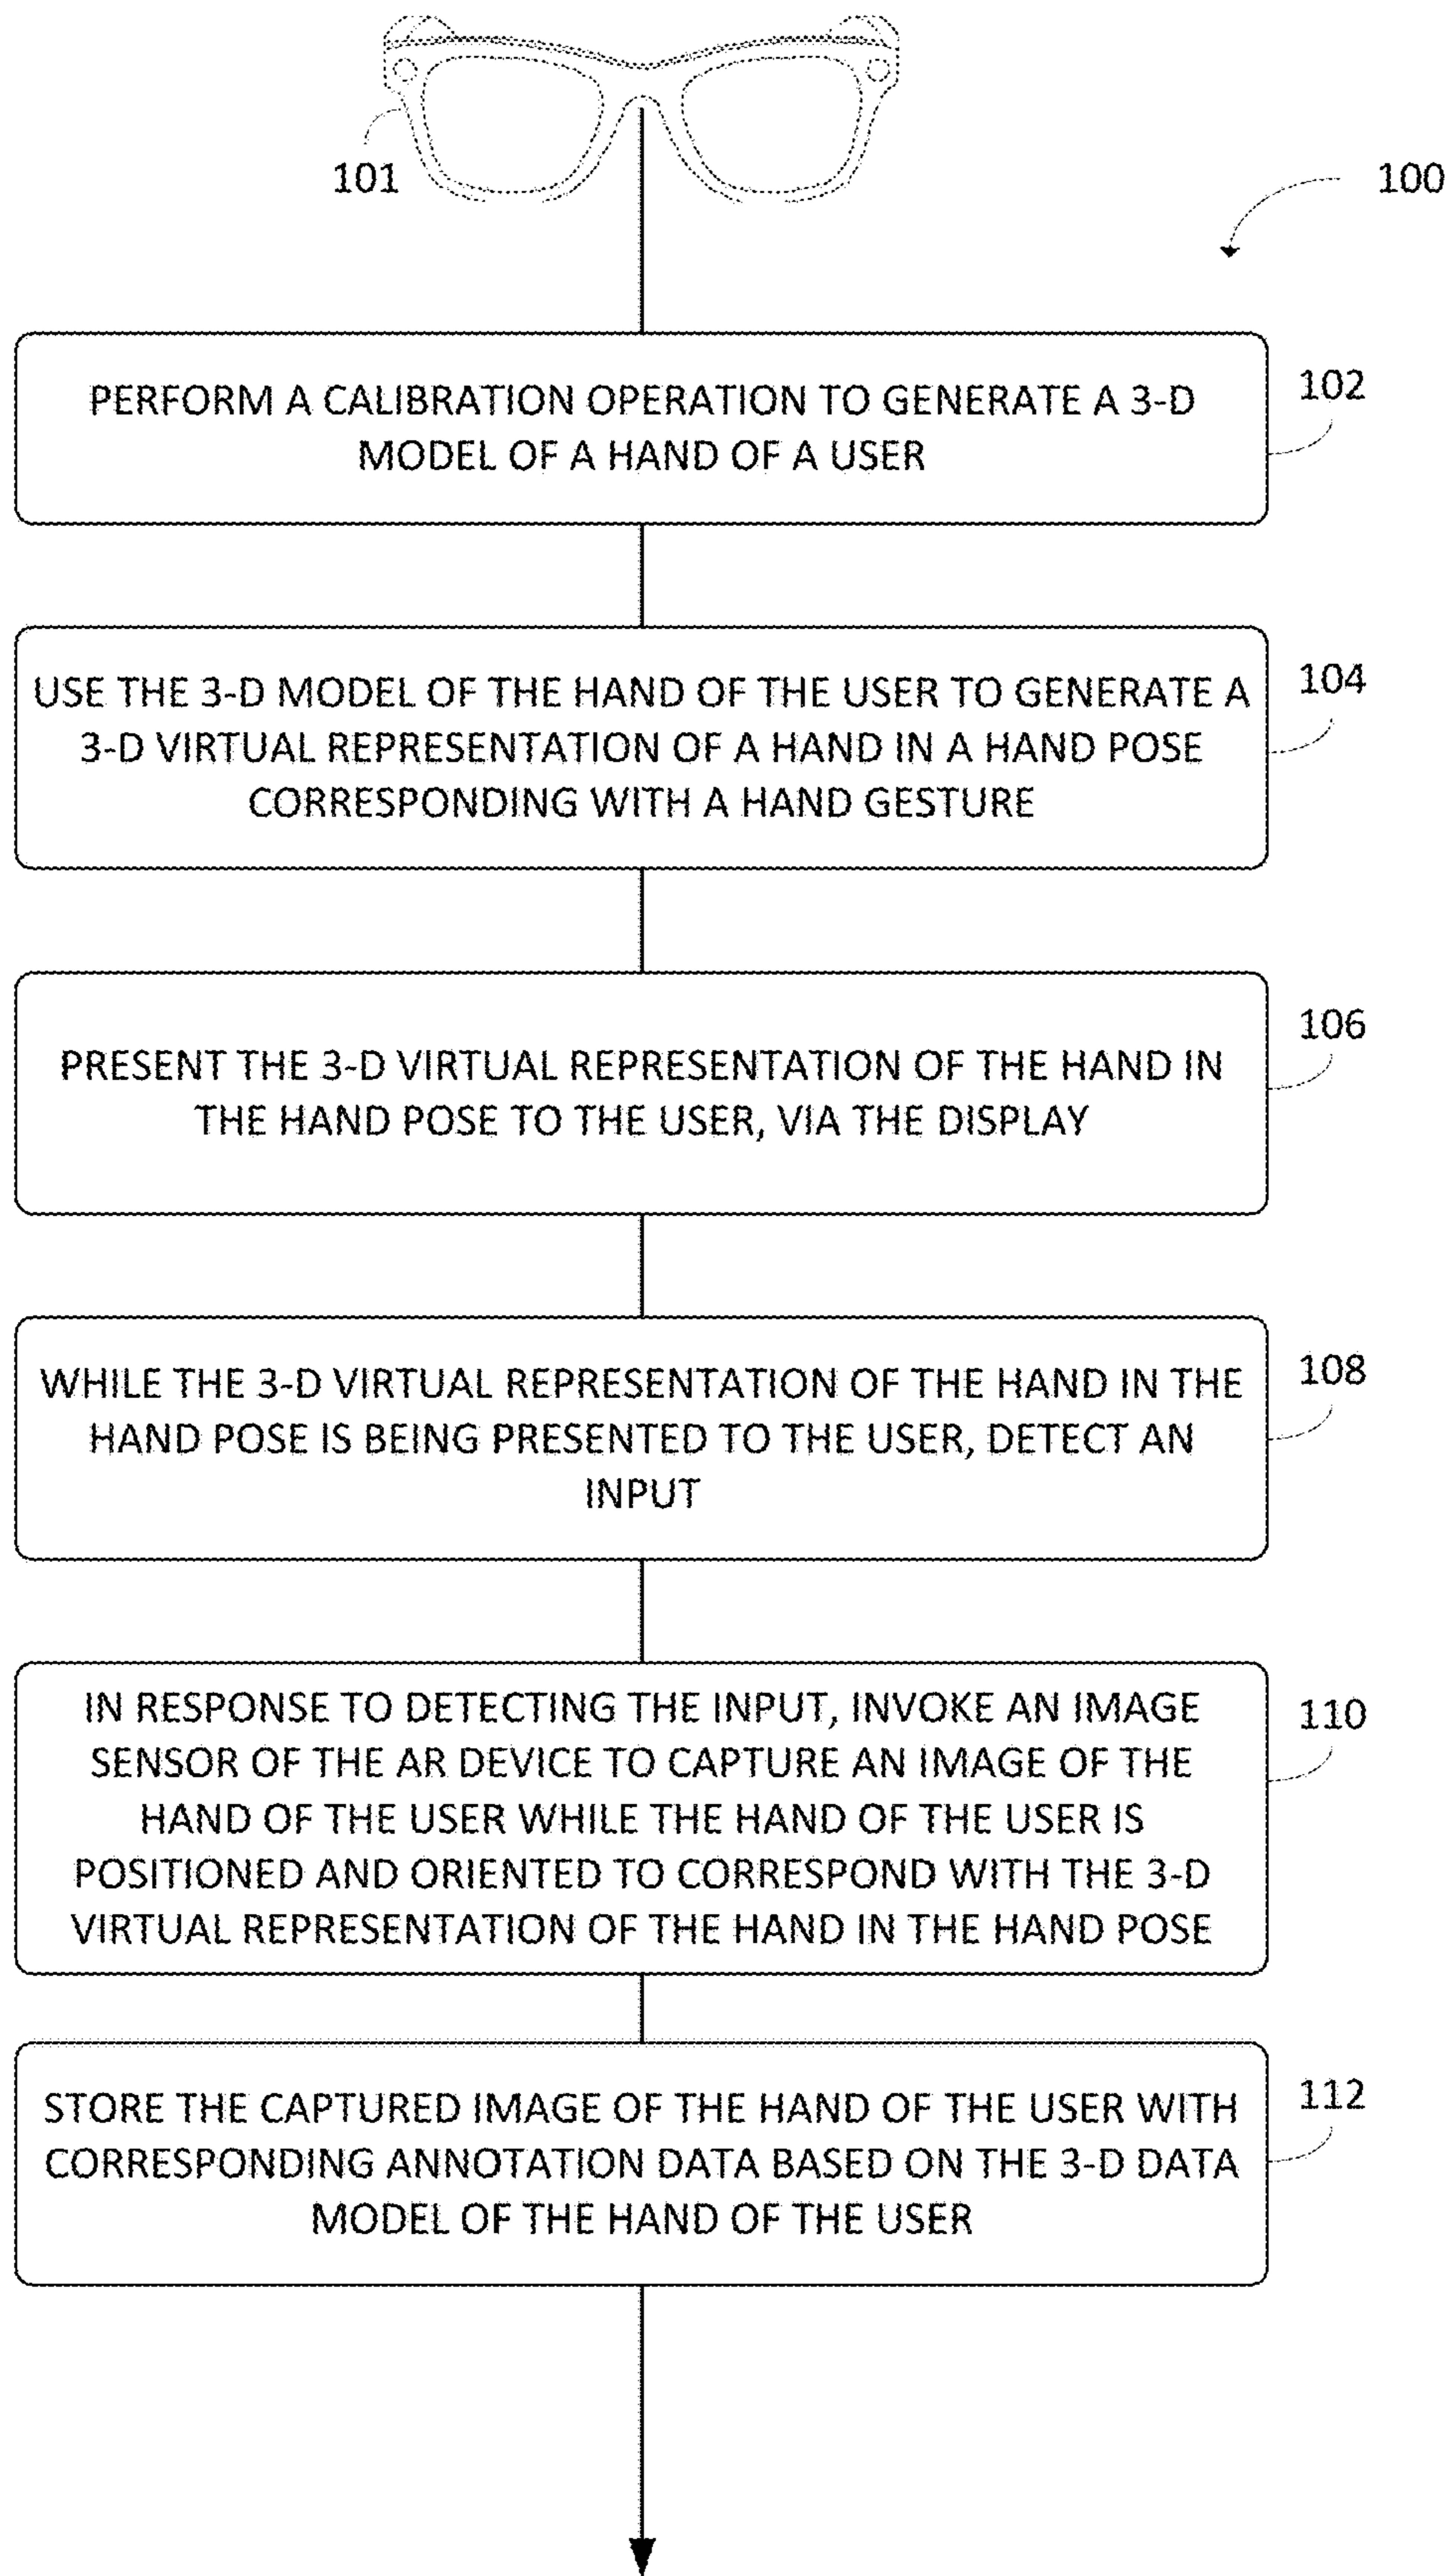 101
100
PERFORM A CALIBRATION OPERATION TO GENERATE A 3-D
MODEL OF A HAND OF A USER
102
USE THE 3-D MODEL OF THE HAND OF THE USER TO GENERATE A
3-D VIRTUAL REPRESENTATION OF A HAND IN A HAND POSE
CORRESPONDING WITH A HAND GESTURE
104
PRESENT THE 3-D VIRTUAL REPRESENTATION OF THE HAND IN
THE HAND POSE TO THE USER, VIA THE DISPLAY
106
WHILE THE 3-D VIRTUAL REPRESENTATION OF THE HAND IN THE
HAND POSE IS BEING PRESENTED TO THE USER, DETECT AN
INPUT
108
IN RESPONSE TO DETECTING THE INPUT, INVOKE AN IMAGE
SENSOR OF THE AR DEVICE TO CAPTURE AN IMAGE OF THE
HAND OF THE USER WHILE THE HAND OF THE USER IS
POSITIONED AND ORIENTED TO CORRESPOND WITH THE 3-D
VIRTUAL REPRESENTATION OF THE HAND IN THE HAND POSE
110
STORE THE CAPTURED IMAGE OF THE HAND OF THE USER WITH
CORRESPONDING ANNOTATION DATA BASED ON THE 3-D DATA
MODEL OF THE HAND OF THE USER
112